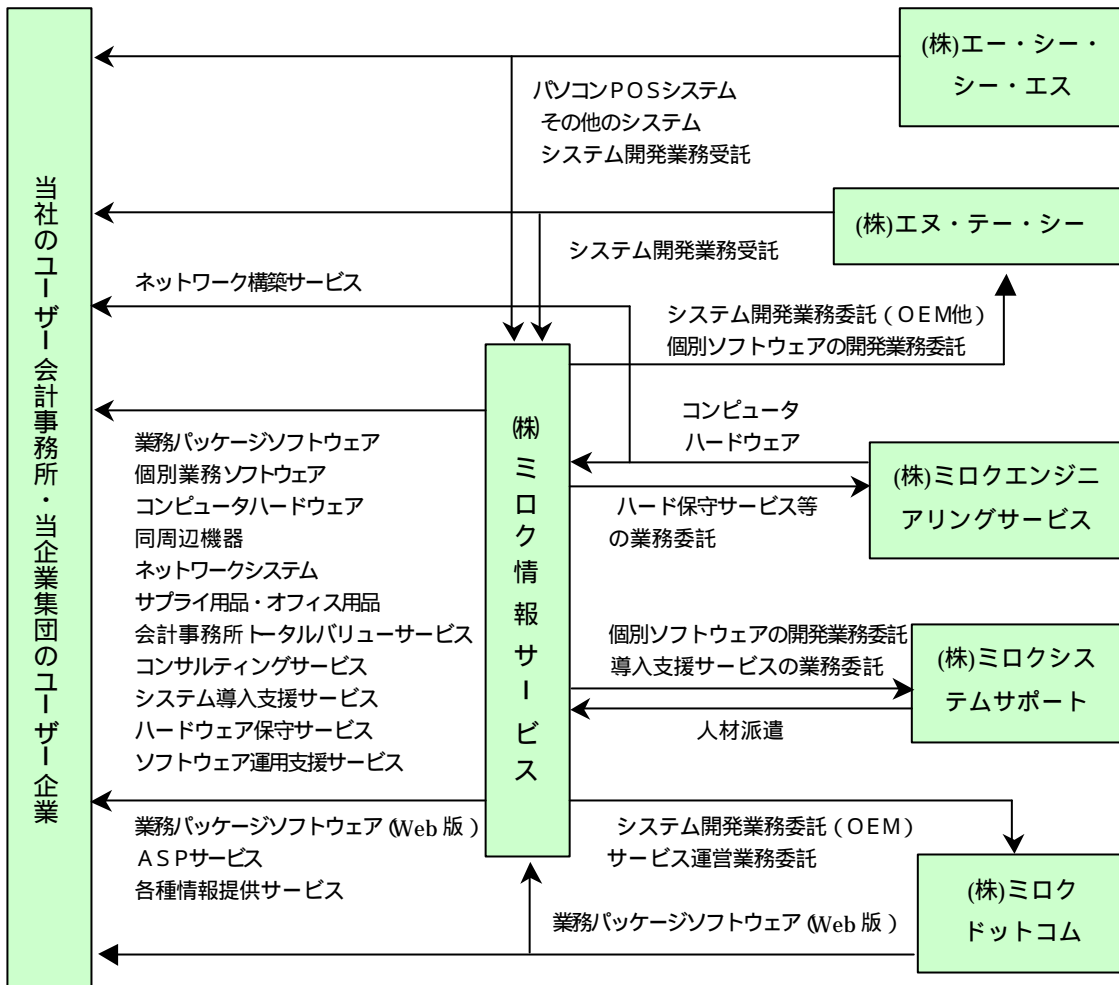 (株)エー・シー・
シー・エス
パソコンPOSシステム
その他のシステム
システム開発業務受託
当社のユーザー会計事務所・当企業集団のユーザー企業
(株)エヌ・テー・シー
システム開発業務受託
ネットワーク構築サービス
システム開発業務委託(OEM他)
個別ソフトウェアの開発業務委託
㈱ミロク情報サービス
コンピュータ
ハードウェア
業務パッケージソフトウェア
個別業務ソフトウェア
コンピュータハードウェア
同周辺機器
ネットワークシステム
サプライ用品・オフィス用品
会計事務所トータルバリューサービス
コンサルティングサービス
システム導入支援サービス
ハードウェア保守サービス
ソフトウェア運用支援サービス
(株)ミロクエンジニ
アリングサービス
ハード保守サービス等
の業務委託
個別ソフトウェアの開発業務委託
導入支援サービスの業務委託
(株)ミロクシス
テムサポート
人材派遣
業務パッケージソフトウェア(Web 版)
ASPサービス
各種情報提供サービス
システム開発業務委託(OEM)
サービス運営業務委託
(株)ミロク
ドットコム
業務パッケージソフトウェア(Web 版)